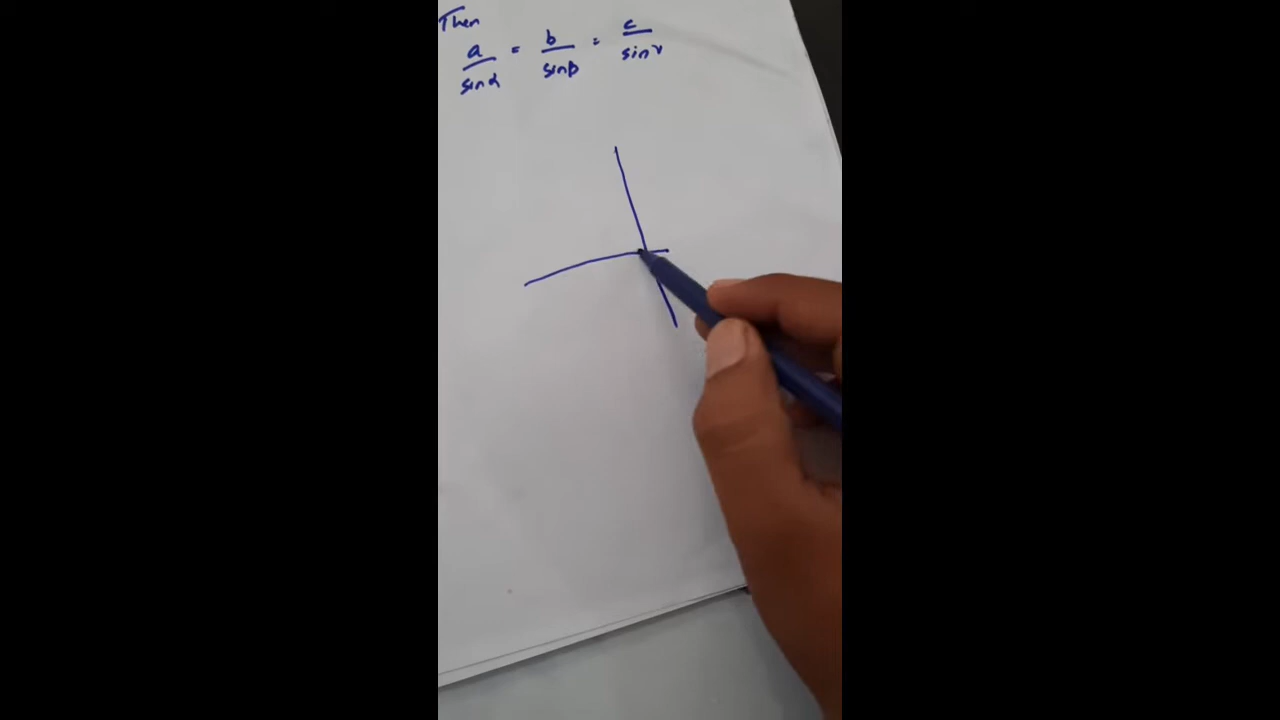 Then
a/sinα = b/sinβ = c/sinγ